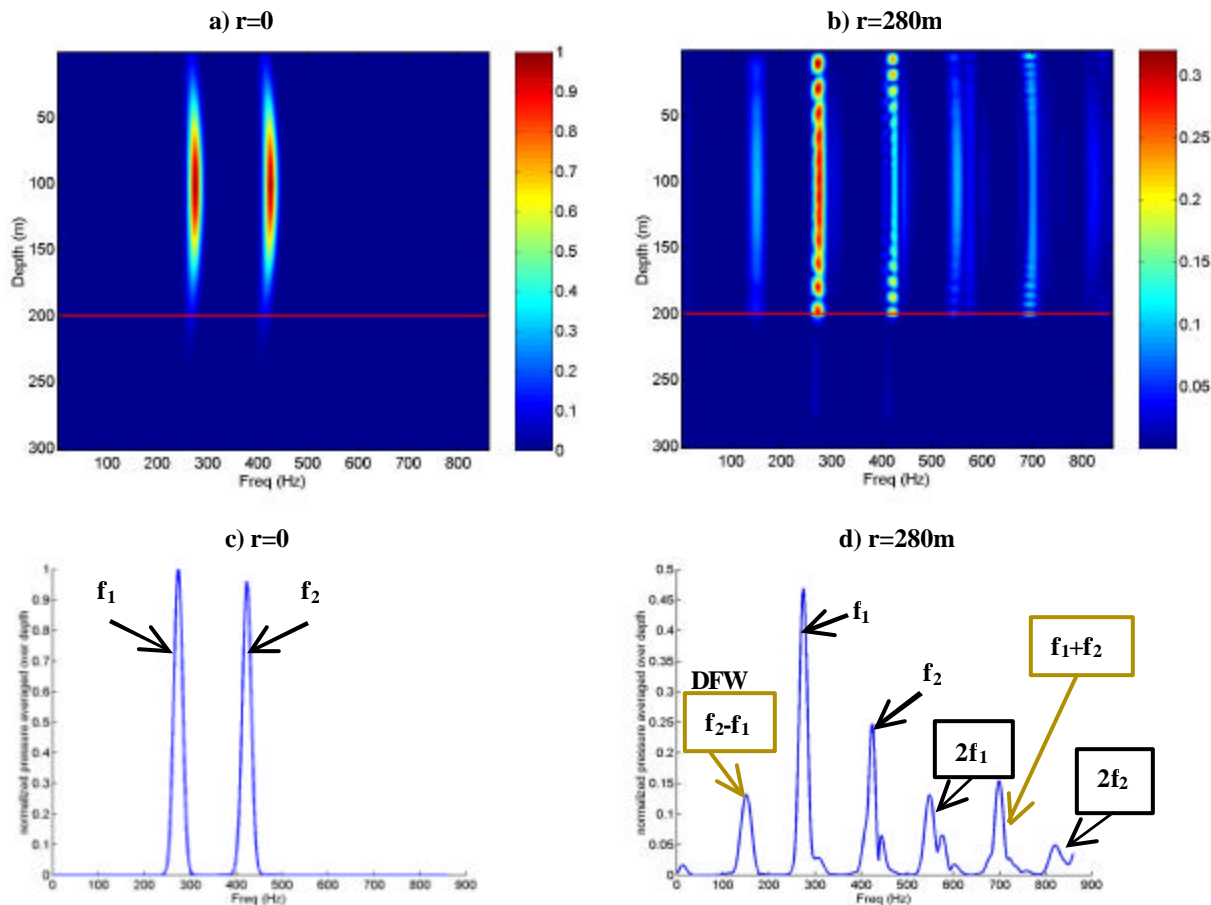 a) r=0
b) r=280m
50
100
150
200
250
300
Depth (m)
100 200 300 400 500 600 700 800
Freq (Hz)
1
0.9
0.8
0.7
0.6
0.5
0.4
0.3
0.2
0.1
0
50
100
150
200
250
300
Depth (m)
100 200 300 400 500 600 700 800
Freq (Hz)
0.3
0.25
0.2
0.15
0.1
0.05
c) r=0
d) r=280m
normalized pressure averaged over depth
1
0.9
0.8
0.7
0.6
0.5
0.4
0.3
0.2
0.1
0
f1
f2
0 100 200 300 400 500 600 700 800 900
Freq (Hz)
normalized pressure averaged over depth
0.5
0.45
0.4
0.35
0.3
0.25
0.2
0.15
0.1
0.05
0
f1
f1+f2
f2
DFW
f2-f1
2f1
2f2
0 100 200 300 400 500 600 700 800 900
Freq (Hz)